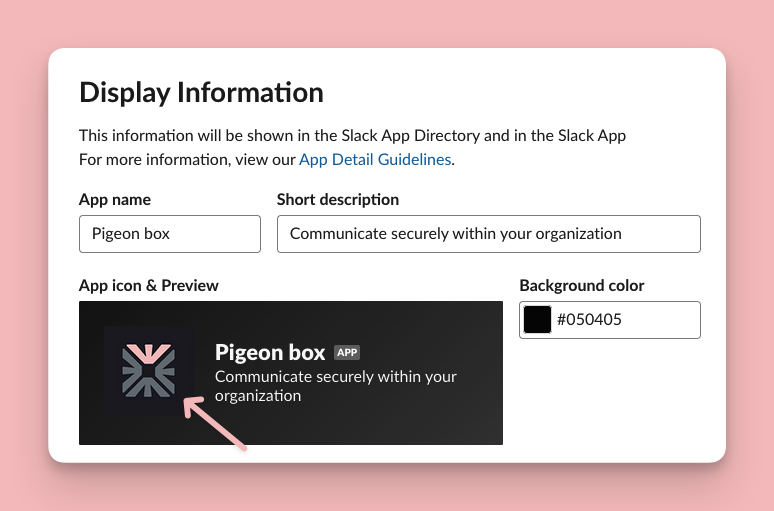 Display Information
This information will be shown in the Slack App Directory and in the Slack App
For more information, view our App Detail Guidelines.
App name
Short description
Pigeon box
Communicate securely within your organization
App icon & Preview
Background color
Pigeon box APP
Communicate securely within your
organization
#050405